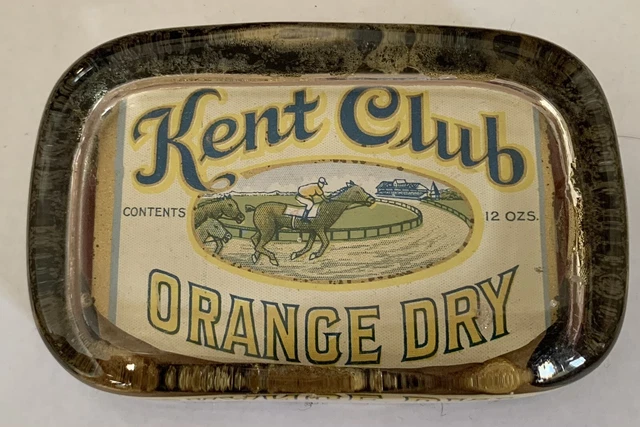 Kent Club
CONTENTS 12 OZS.
ORANGE DRY